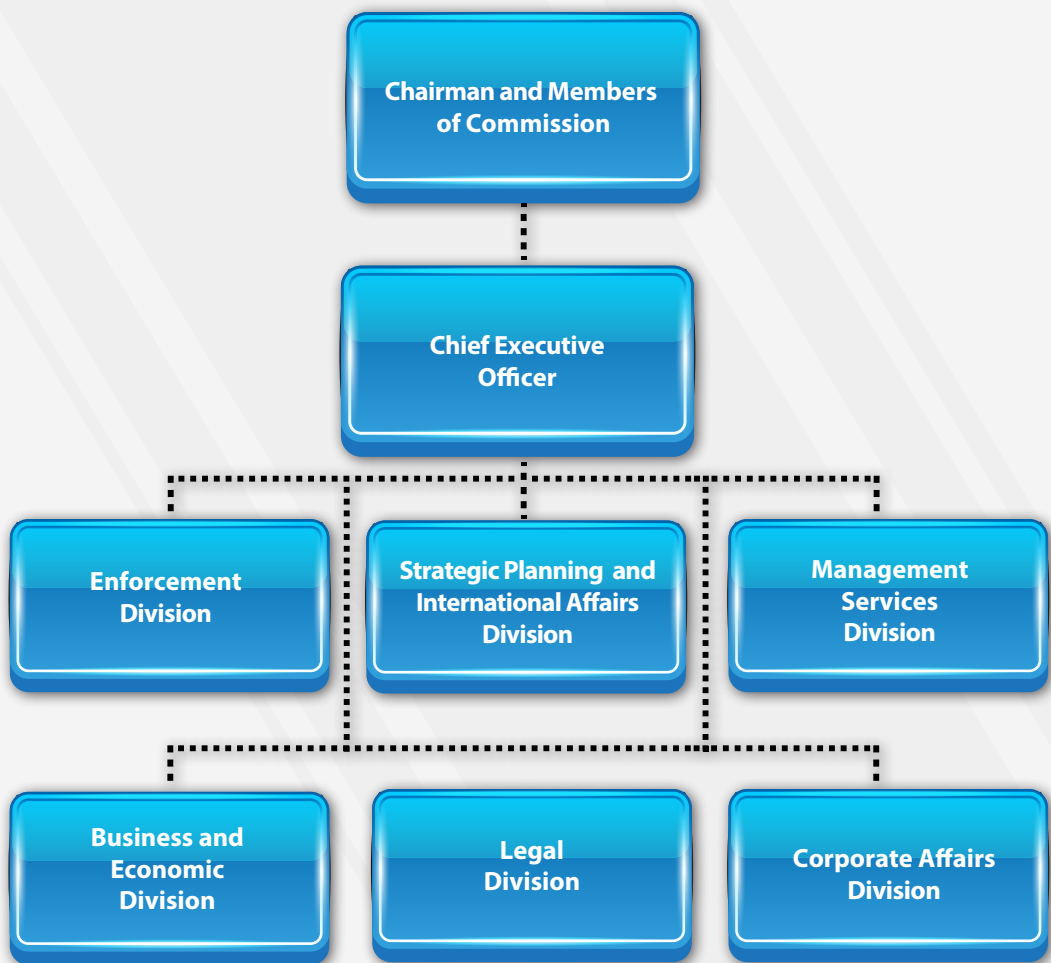 Chairman and Members
of Commission
Chief Executive
Officer
Enforcement
Division
Strategic Planning and
International Affairs
Division
Management
Services
Division
Business and
Economic
Division
Legal
Division
Corporate Affairs
Division